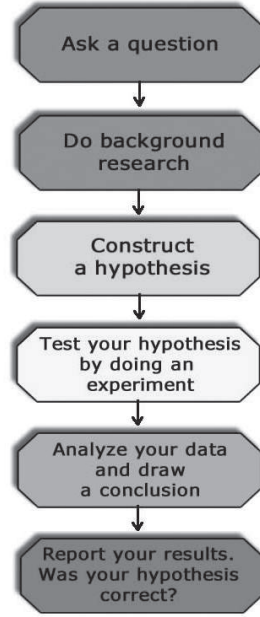 Ask a question
Do background
research
Construct
a hypothesis
Test your hypothesis
by doing an
experiment
Analyze your data
and draw
a conclusion
Report your results.
Was your hypothesis
correct?